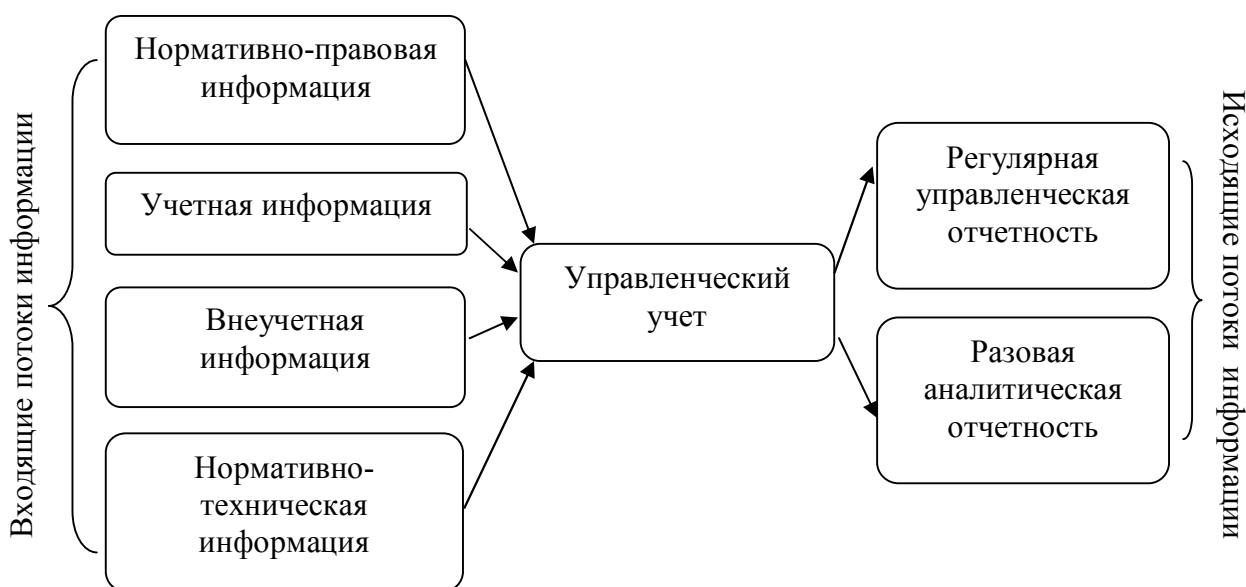 Входящие потоки информации
Нормативно-правовая
информация
Учетная информация
Внеучетная
информация
Нормативно-
техническая
информация
Управленческий
учет
Регулярная
управленческая
отчетность
Разовая
аналитическая
отчетность
Исходящие потоки информации